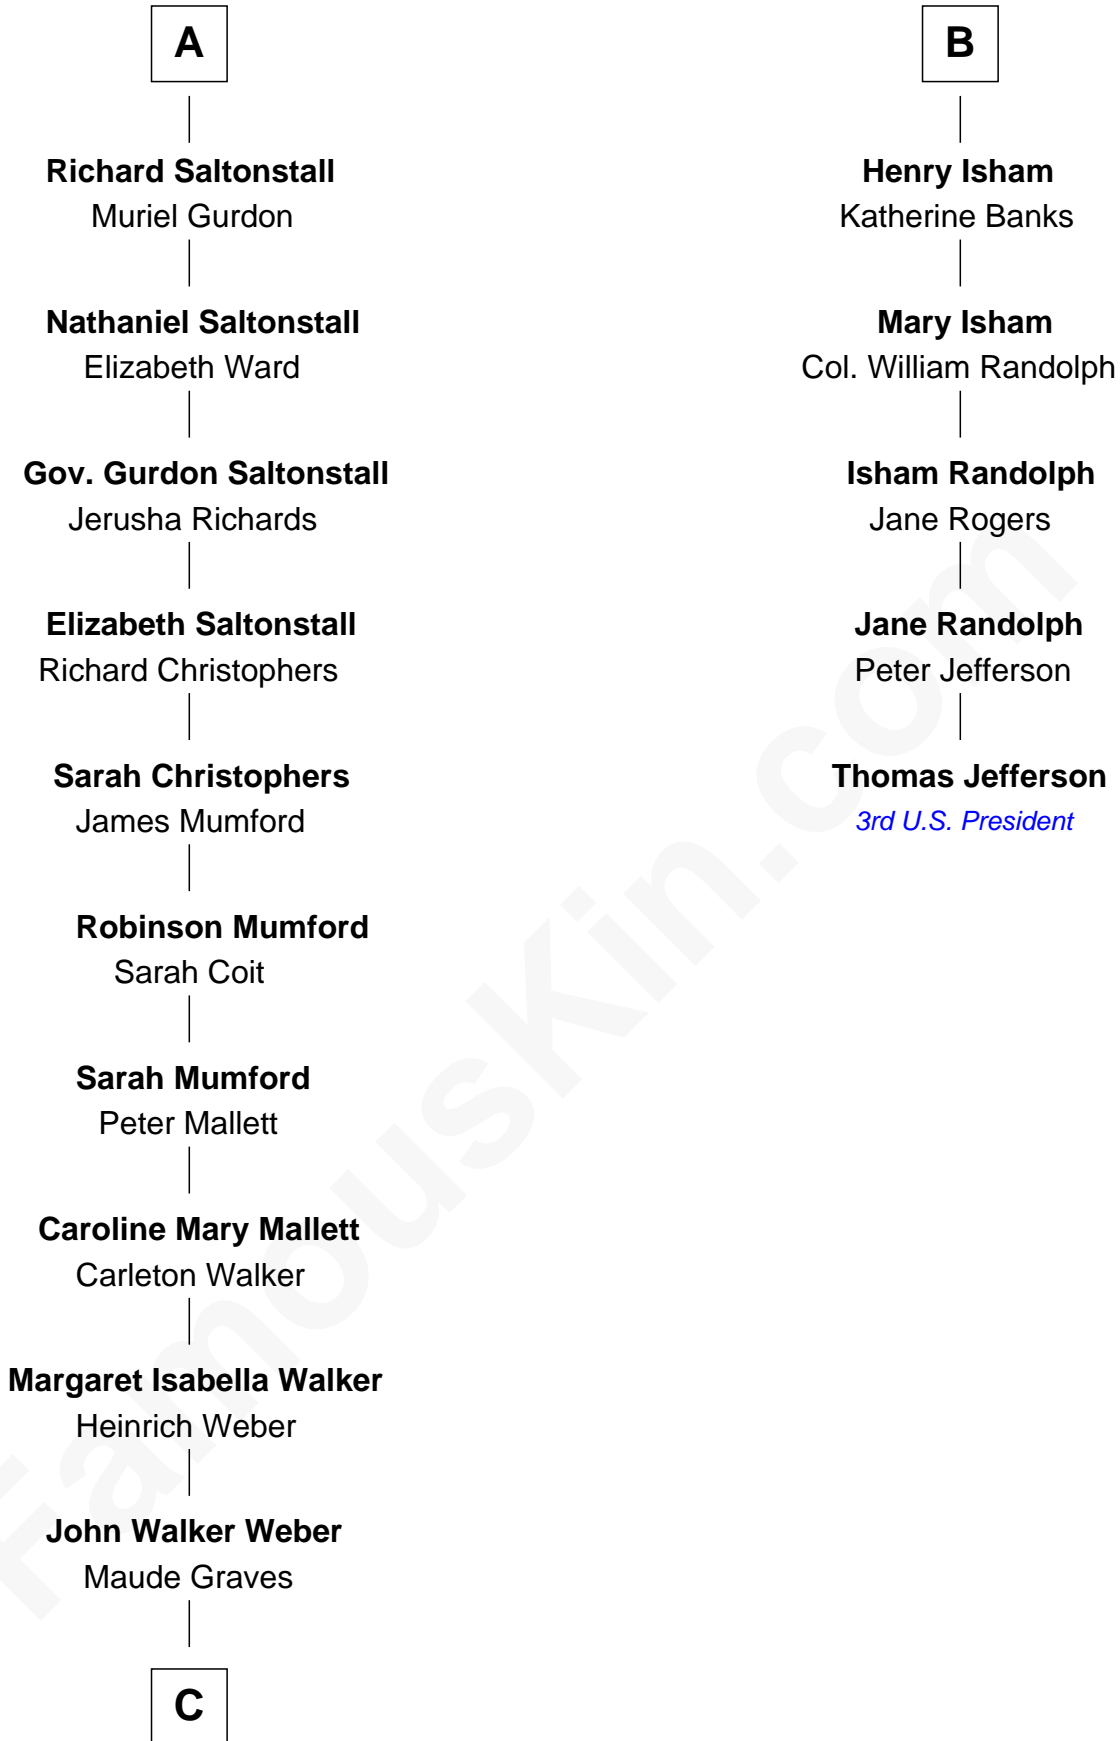 A
Richard Saltonstall
Muriel Gurdon
Nathaniel Saltonstall
Elizabeth Ward
Gov. Gurdon Saltonstall
Jerusha Richards
Elizabeth Saltonstall
Richard Christophers
Sarah Christophers
James Mumford
Robinson Mumford
Sarah Coit
Sarah Mumford
Peter Mallett
Caroline Mary Mallett
Carleton Walker
Margaret Isabella Walker
Heinrich Weber
John Walker Weber
Maude Graves
C
B
Henry Isham
Katherine Banks
Mary Isham
Col. William Randolph
Isham Randolph
Jane Rogers
Jane Randolph
Peter Jefferson
Thomas Jefferson
3rd U.S. President
FamousKin.com